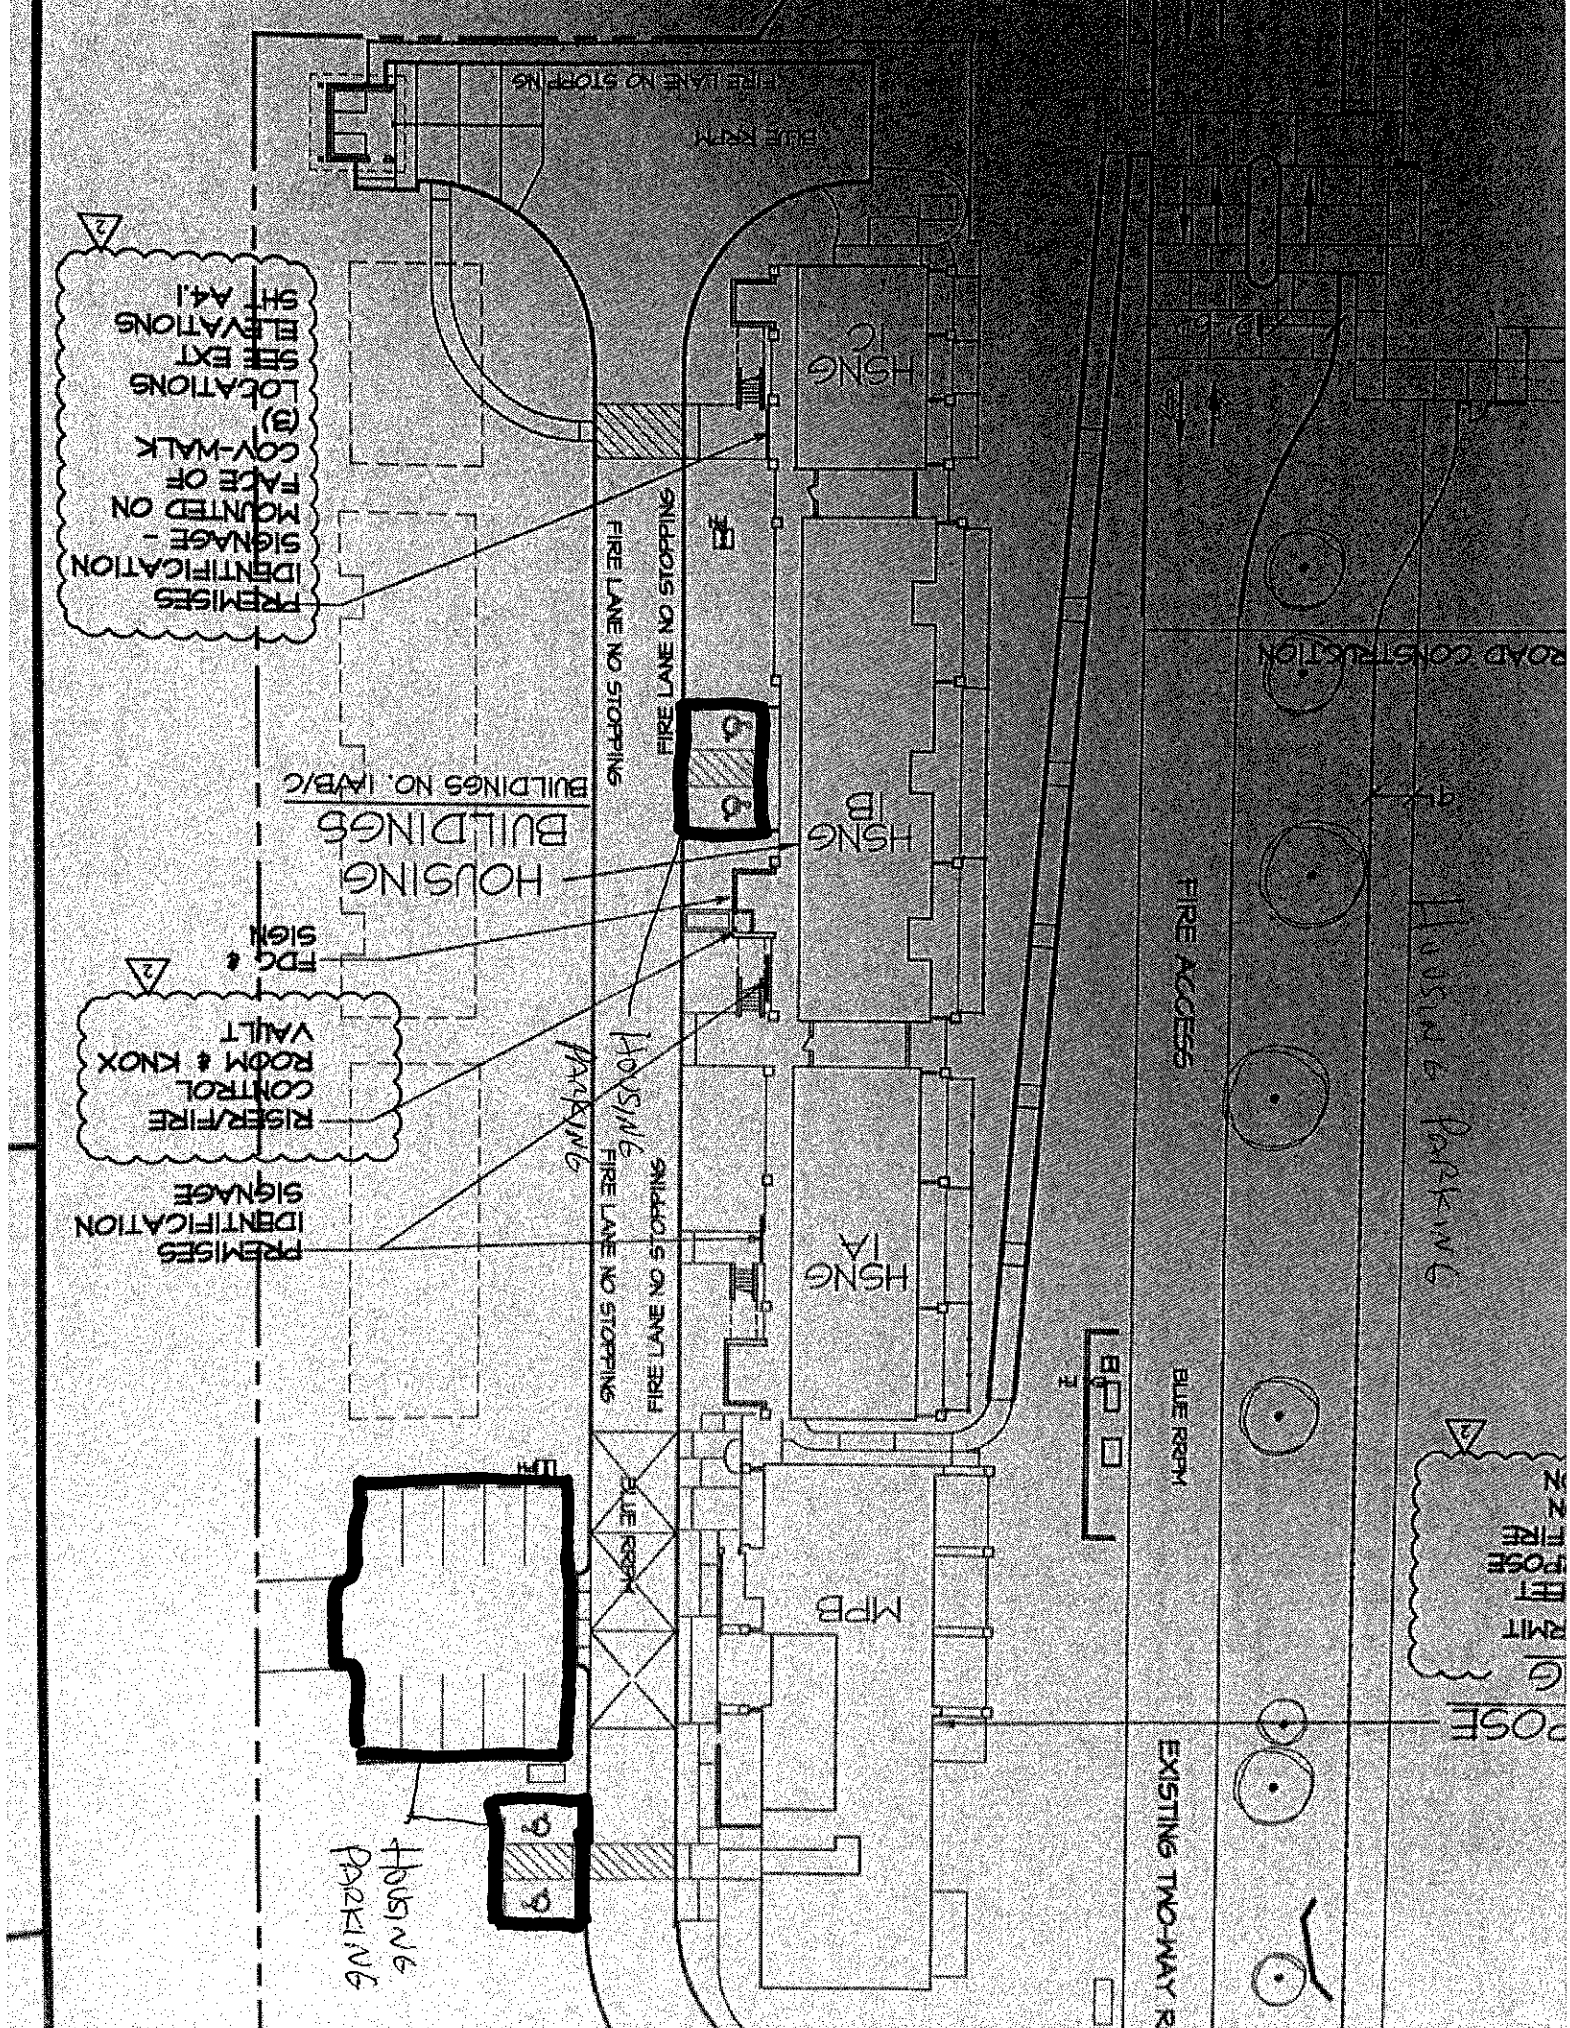 FIRE LANE NO STOPPING
BLUE RRPM
2
PREMISES
IDENTIFICATION
SIGNAGE -
MOUNTED ON
FACE OF
COV-WALK
LOCATIONS
SEE EXT
ELEVATIONS
SHT A4.1
HSNG
C
FIRE LANE NO STOPPING
FIRE LANE NO STOPPING
ROAD CONSTRUCTION
HOUSING
BUILDINGS
BUILDINGS NO. 1A/B/C
HSNG
1B
FDC &
SIGN
2
RISER/FIRE
CONTROL
ROOM & KNOX
VAULT
HOUSING
PARKING
FIRE ACCESS
HOUSING PARKING
PREMISES
IDENTIFICATION
SIGNAGE
HSNG
1A
FIRE LANE NO STOPPING
FIRE LANE NO STOPPING
BLUE RRPM
BLUE RRPM
2
MPB
HOUSING
PARKING
EXISTING TWO-WAY R